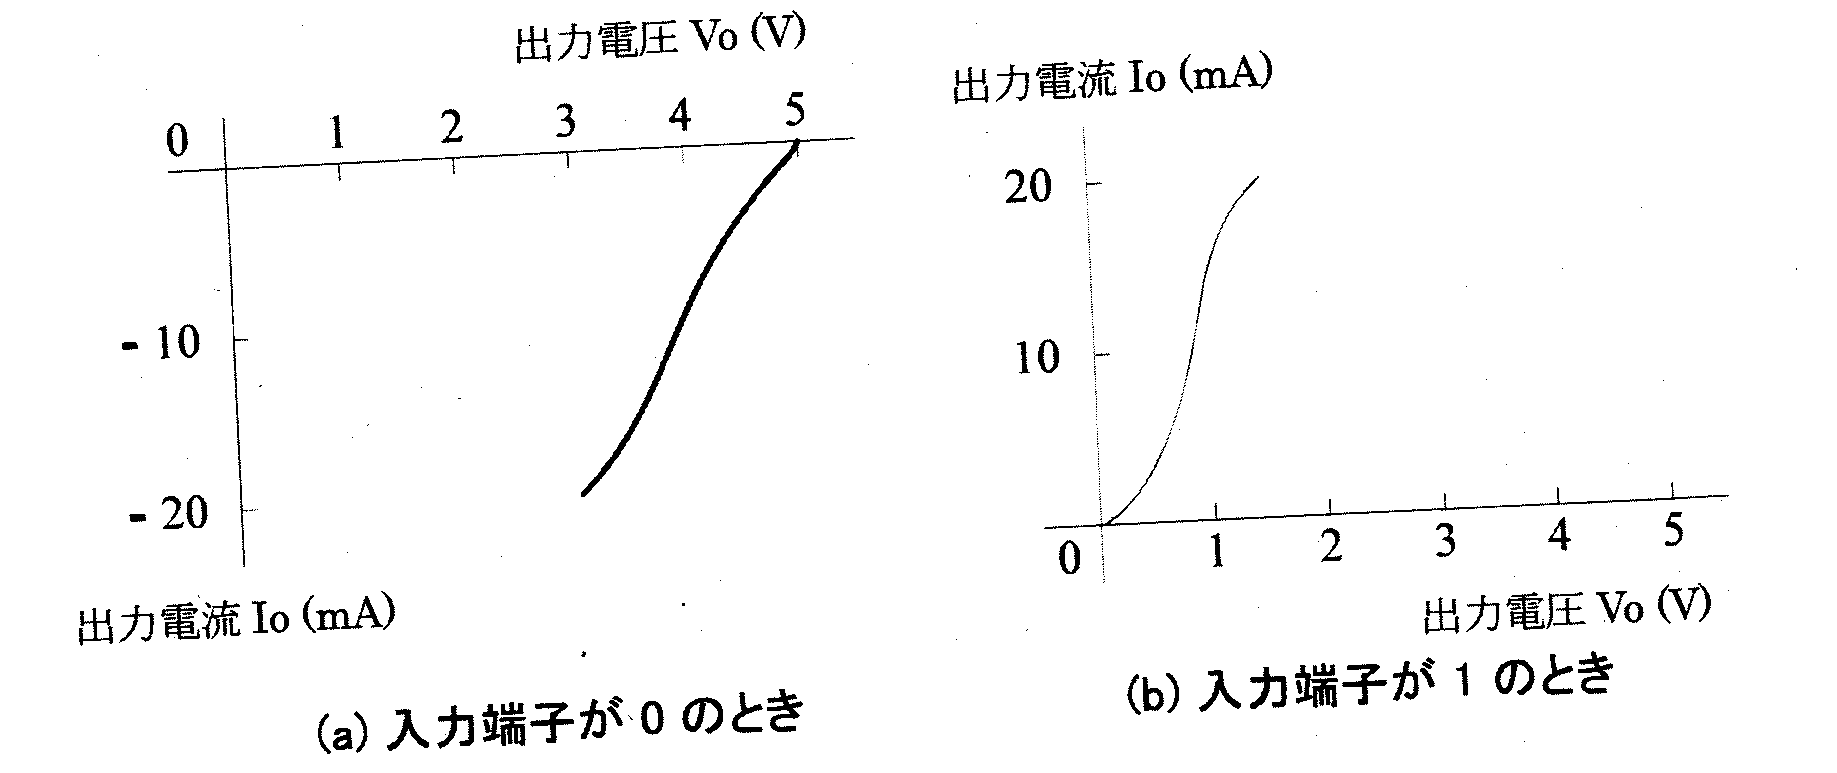 出力電圧 Vo (V)
0 1 2 3 4 5
- 10
- 20
出力電流 Io (mA)
(a) 入力端子が 0 のとき
出力電流 Io (mA)
20
10
0 1 2 3 4 5
出力電圧 Vo (V)
(b) 入力端子が 1 のとき